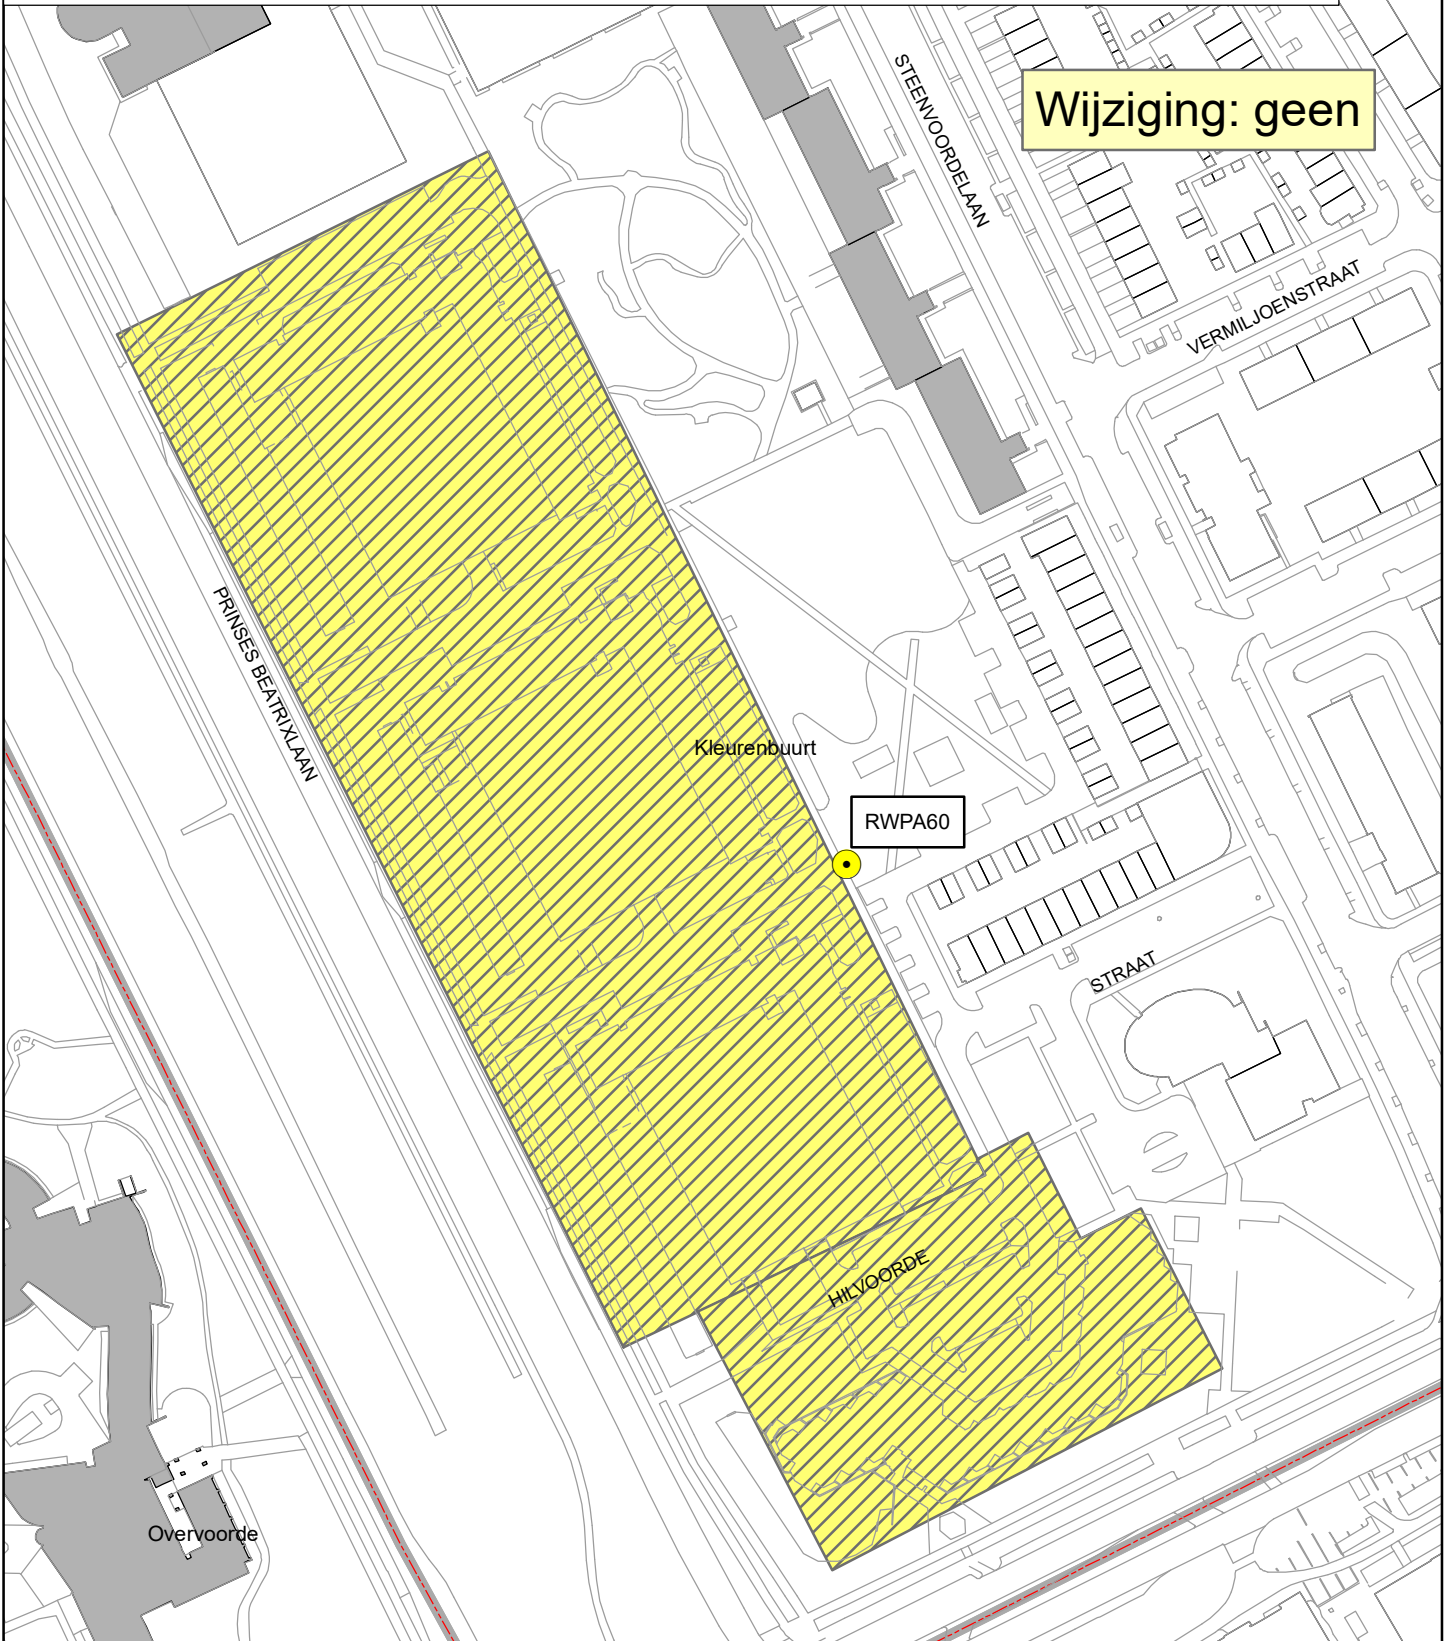 STEENVOORDELAAN
Wijziging: geen
VERMILJOENSTRAAT
PRINSES BEATRIXLAAN
Kleurenbuurt
RWPA60
STRAAT
HILVOORDE
Overvoorde